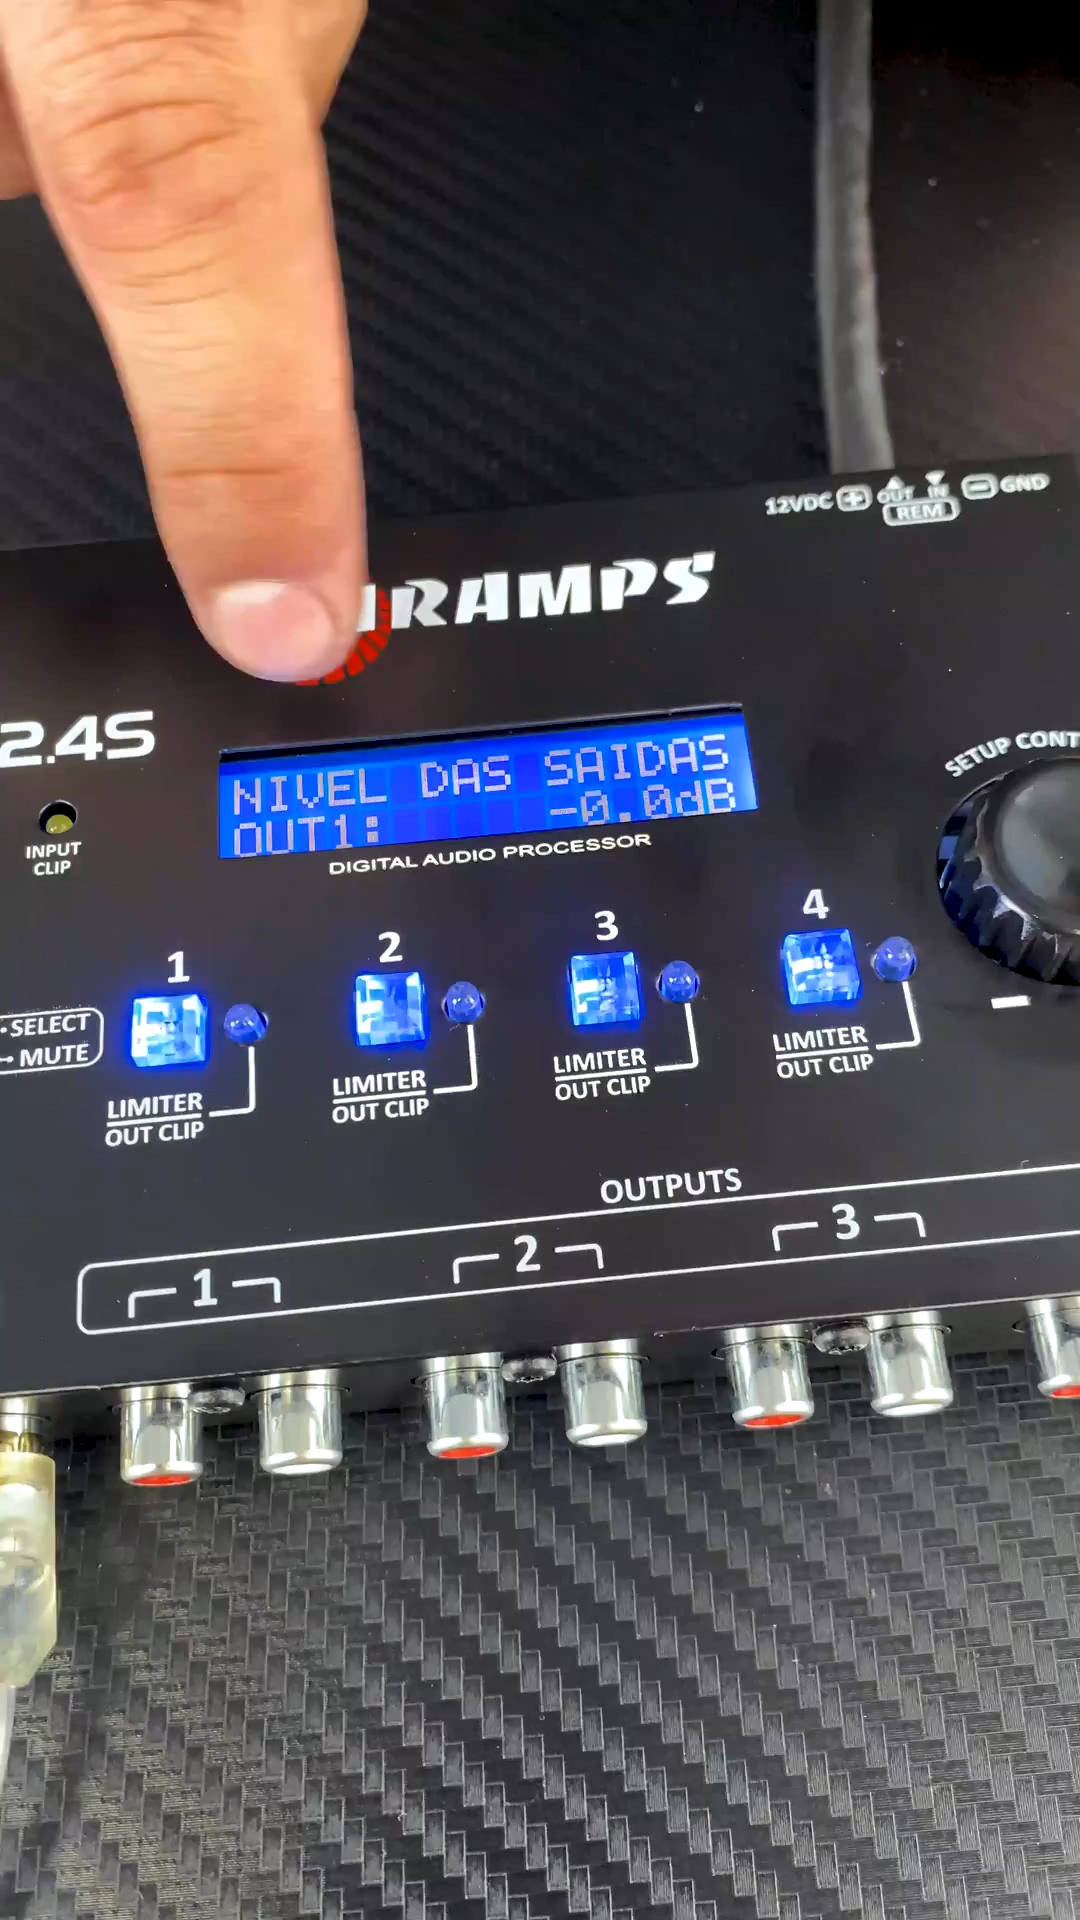 12VDC + OUT IN - GND
REM
RAMPS
2.4S
SETUP CONT
NIVEL DAS SAIDAS
OUT1: -0.0dB
DIGITAL AUDIO PROCESSOR
INPUT
CLIP
1 2 3 4
SELECT
MUTE
LIMITER
OUT CLIP
LIMITER
OUT CLIP
LIMITER
OUT CLIP
LIMITER
OUT CLIP
OUTPUTS
1 2 3